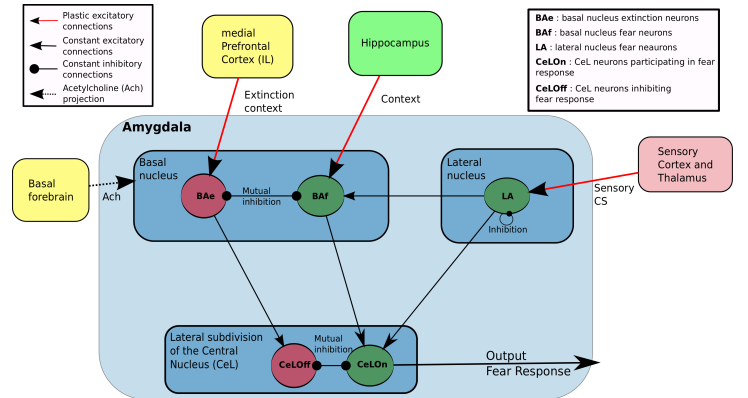 Plastic excitatory
connections
Constant excitatory
connections
Constant inhibitory
connections
Acetylcholine (Ach)
projection
medial
Prefrontal
Cortex (IL)
Hippocampus
BAe : basal nucleus extinction neurons
BAf : basal nucleus fear neurons
LA : lateral nucleus fear neaurons
CeLOn : CeL neurons participating in fear
response
CeLOff : CeL neurons inhibiting
fear response
Extinction
context
Context
Amygdala
Basal
nucleus
Lateral
nucleus
Sensory
Cortex and
Thalamus
Basal
forebrain
Ach
BAe
Mutual
inhibition
BAf
LA
Sensory
CS
Inhibition
Lateral subdivision
of the Central
Nucleus (CeL)
Mutual
inhibition
CeLOff
CeLOn
Output
Fear Response